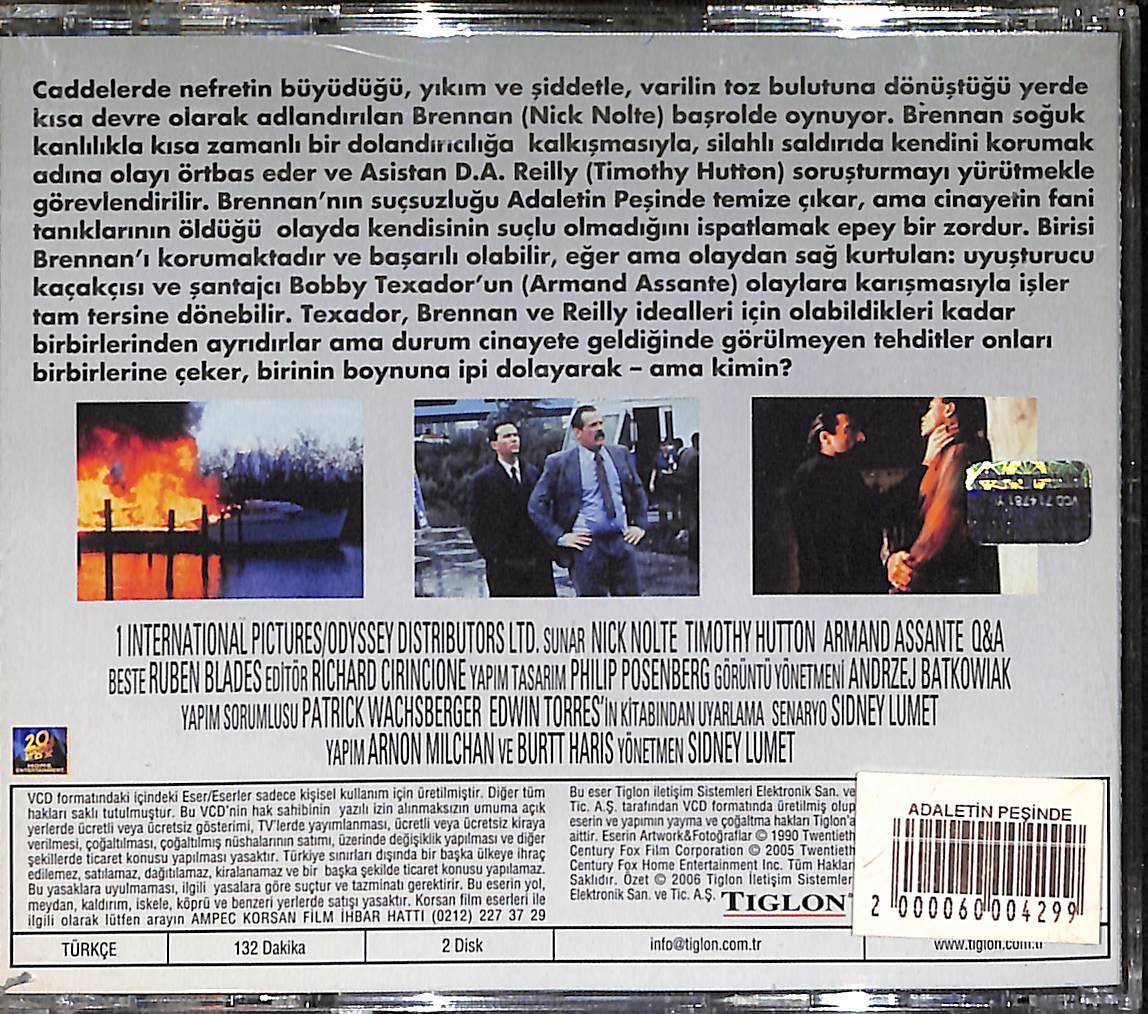 Caddelerde nefretin büyüdüğü, yıkım ve şiddetle, varilin toz bulutuna dönüştüğü yerde
kısa devre olarak adlandırılan Brennan (Nick Nolte) başrolde oynuyor. Brennan soğuk
kanlılıkla kısa zamanlı bir dolandırıcılığa kalkışmasıyla, silahlı saldırıda kendini korumak
adına olayı örtbas eder ve Asistan D.A. Reilly (Timothy Hutton) soruşturmayı yürütmekle
görevlendirilir. Brennan'nın suçsuzluğu Adaletin Peşinde temize çıkar, ama cinayetin fani
tanıklarının öldüğü olayda kendisinin suçlu olmadığını ispatlamak epey bir zordur. Birisi
Brennan'ı korumaktadır ve başarılı olabilir, eğer ama olaydan sağ kurtulan: uyuşturucu
kaçakçısı ve şantajcı Bobby Texador'un (Armand Assante) olaylara karışmasıyla işler
tam tersine dönebilir. Texador, Brennan ve Reilly idealleri için olabildikleri kadar
birbirlerinden ayrıdırlar ama durum cinayete geldiğinde görülmeyen tehditler onları
birbirlerine çeker, birinin boynuna ipi dolayarak – ama kimin?
VCD 714781 Y
1 INTERNATIONAL PICTURES/ODYSSEY DISTRIBUTORS LTD. SUNAR NICK NOLTE TIMOTHY HUTTON ARMAND ASSANTE Q&A
BESTE RUBEN BLADES EDİTÖR RICHARD CIRINCIONE YAPIM TASARIM PHILIP POSENBERG GÖRÜNTÜ YÖNETMENİ ANDRZEJ BATKOWIAK
YAPIM SORUMLUSU PATRICK WACHSBERGER EDWIN TORRES'İN KİTABINDAN UYARLAMA SENARYO SIDNEY LUMET
YAPIM ARNON MILCHAN VE BURTT HARIS YÖNETMEN SIDNEY LUMET
20
FOX
HOME
ENTERTAINMENT
VCD formatındaki içindeki Eser/Eserler sadece kişisel kullanım için üretilmiştir. Diğer tüm
hakları saklı tutulmuştur. Bu VCD'nin hak sahibinin yazılı izin alınmaksızın umuma açık
yerlerde ücretli veya ücretsiz gösterimi, TV'lerde yayımlanması, ücretli veya ücretsiz kiraya
verilmesi, çoğaltılması, çoğaltılmış nüshalarının satımı, üzerinde değişiklik yapılması ve diğer
şekillerde ticaret konusu yapılması yasaktır. Türkiye sınırları dışında bir başka ülkeye ihraç
edilemez, satılamaz, dağıtılamaz, kiralanamaz ve bir başka şekilde ticaret konusu yapılamaz.
Bu yasaklara uyulmaması, ilgili yasalara göre suçtur ve tazminatı gerektirir. Bu eserin yol,
meydan, kaldırım, iskele, köprü ve benzeri yerlerde satışı yasaktır. Korsan film eserleri ile
ilgili olarak lütfen arayın AMPEC KORSAN FİLM İHBAR HATTI (0212) 227 37 29
Bu eser Tiglon iletişim Sistemleri Elektronik San. ve
Tic. A.Ş. tarafından VCD formatında üretilmiş olup
eserin ve yapımın yayma ve çoğaltma hakları Tiglon'a
aittir. Eserin Artwork&Fotoğraflar © 1990 Twentieth
Century Fox Film Corporation © 2005 Twentieth
Century Fox Home Entertainment Inc. Tüm Hakları
Saklıdır. Özet © 2006 Tiglon İletişim Sistemler
Elektronik San. ve Tic. A.Ş.
TIGLON
ADALETİN PEŞİNDE
2 000060 004299
TÜRKÇE
132 Dakika
2 Disk
info@tiglon.com.tr
www.tiglon.com.tr